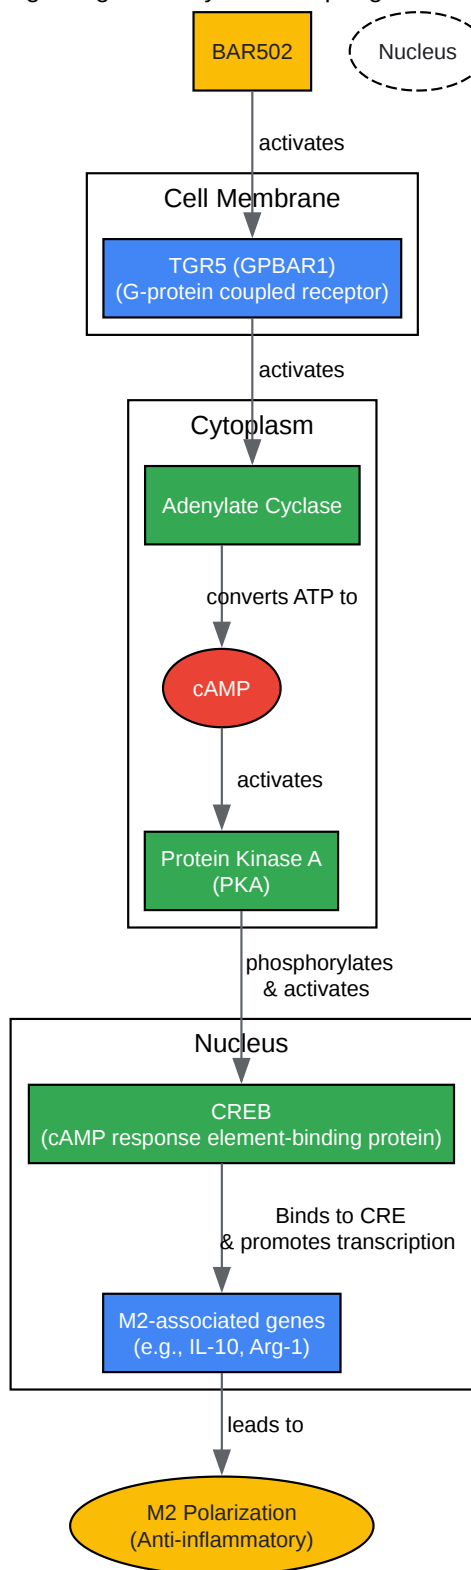 BAR502
Nucleus
activates
Cell Membrane
TGR5 (GPBAR1)
(G-protein coupled receptor)
activates
Cytoplasm
Adenylate Cyclase
converts ATP to
cAMP
activates
Protein Kinase A
(PKA)
phosphorylates
& activates
Nucleus
CREB
(cAMP response element-binding protein)
Binds to CRE
& promotes transcription
M2-associated genes
(e.g., IL-10, Arg-1)
leads to
M2 Polarization
(Anti-inflammatory)